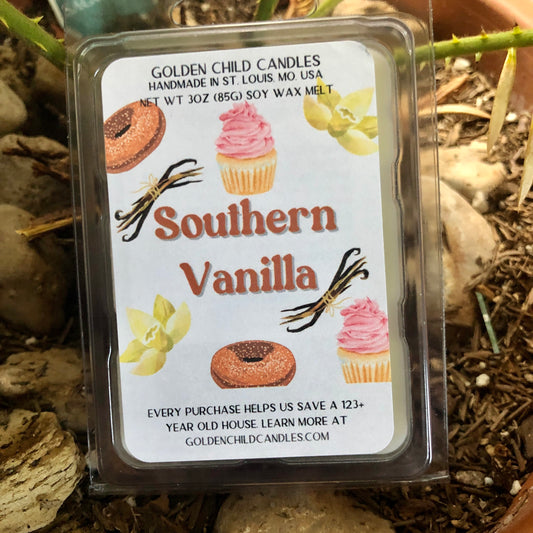 GOLDEN CHILD CANDLES
HANDMADE IN ST. LOUIS, MO, USA
NET WT 3OZ (85G) SOY WAX MELT
Southern
Vanilla
EVERY PURCHASE HELPS US SAVE A 123+
YEAR OLD HOUSE LEARN MORE AT
GOLDENCHILDCANDLES.COM